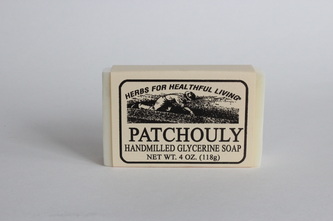 HERBS FOR HEALTHFUL LIVING
PATCHOULY
HANDMILLED GLYCERINE SOAP
NET WT. 4 OZ. (118g)